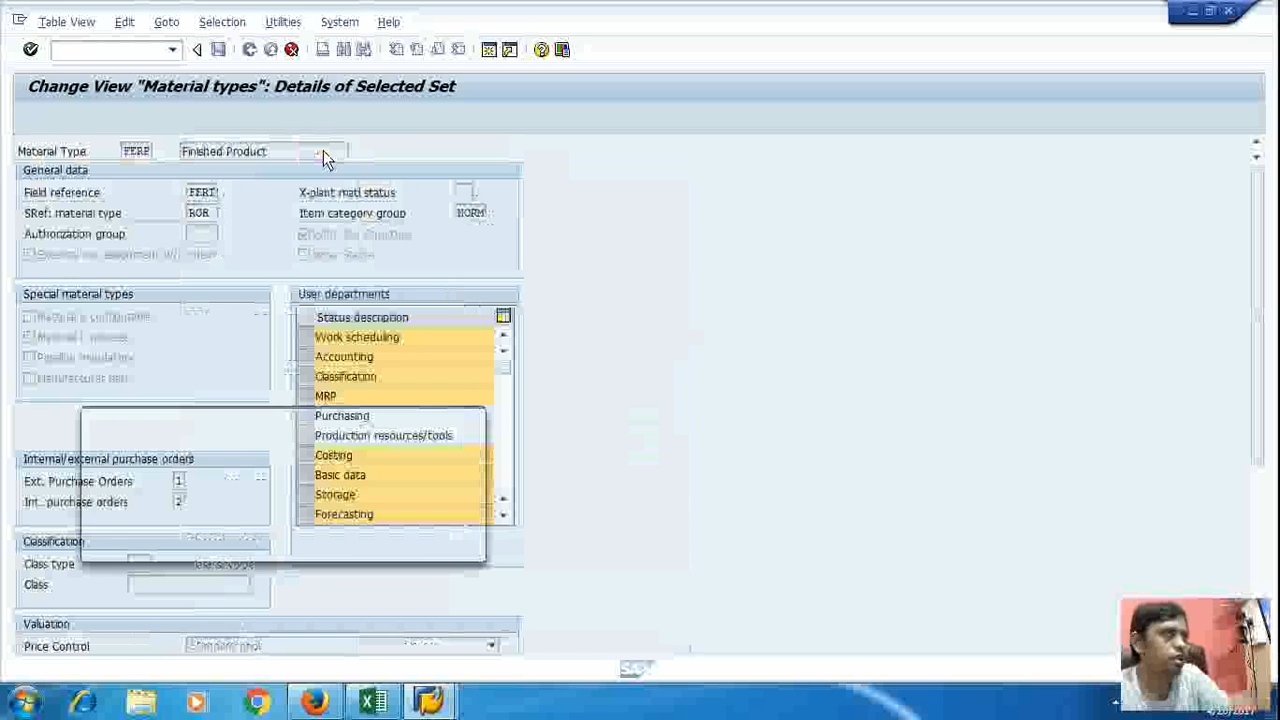 Table View Edit Goto Selection Utilities System Help
Change View "Material types": Details of Selected Set
Material Type FERT Finished Product
General data
Field reference FERT X-plant matl status
SRef: material type ROH Item category group NORM
Authorization group
Special material types
User departments
Status description
Work scheduling
Accounting
Classification
MRP
Purchasing
Production resources/tools
Costing
Basic data
Storage
Forecasting
Internal/external purchase orders
Ext. Purchase Orders 1
Int. purchase orders 2
Classification
Class type
Class
Valuation
Price Control
SAP